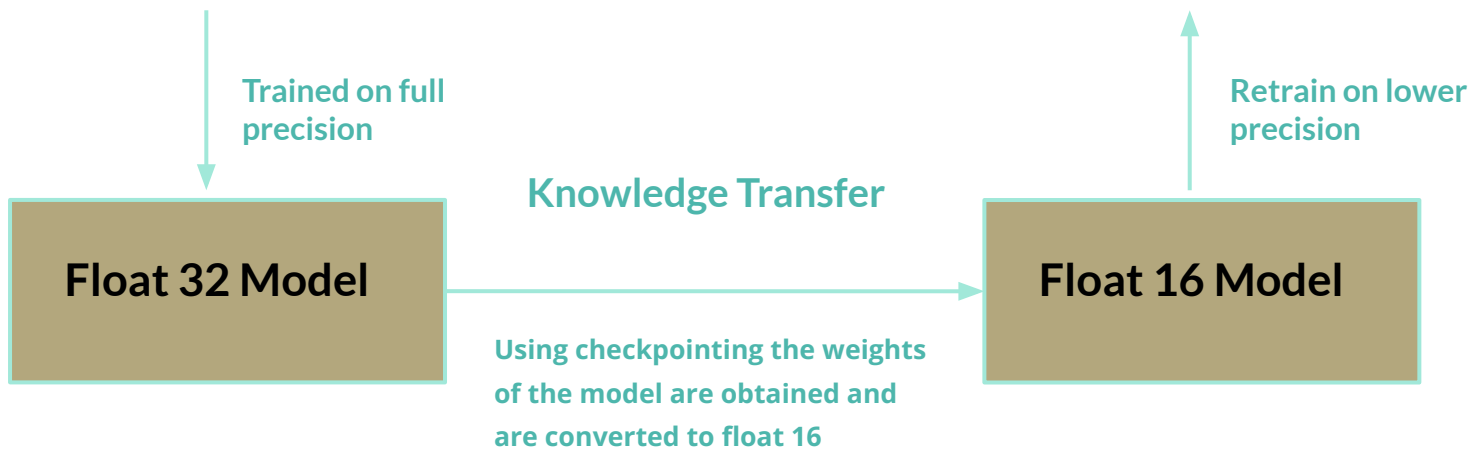 Trained on full
precision
Retrain on lower
precision
Knowledge Transfer
Float 32 Model
Float 16 Model
Using checkpointing the weights
of the model are obtained and
are converted to float 16